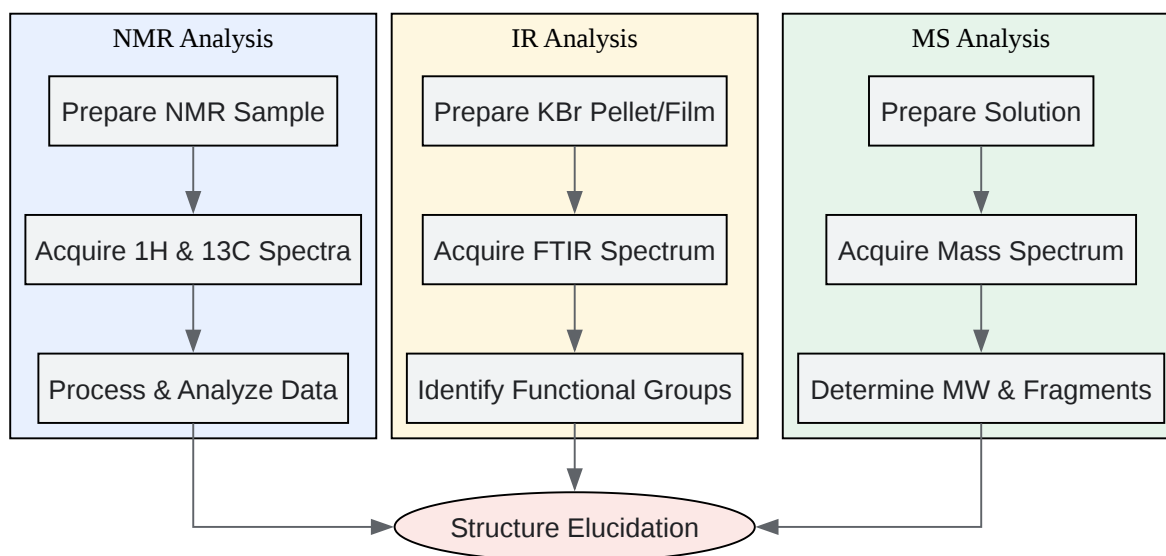 NMR Analysis
Prepare NMR Sample
Acquire 1H & 13C Spectra
Process & Analyze Data
IR Analysis
Prepare KBr Pellet/Film
Acquire FTIR Spectrum
Identify Functional Groups
MS Analysis
Prepare Solution
Acquire Mass Spectrum
Determine MW & Fragments
Structure Elucidation